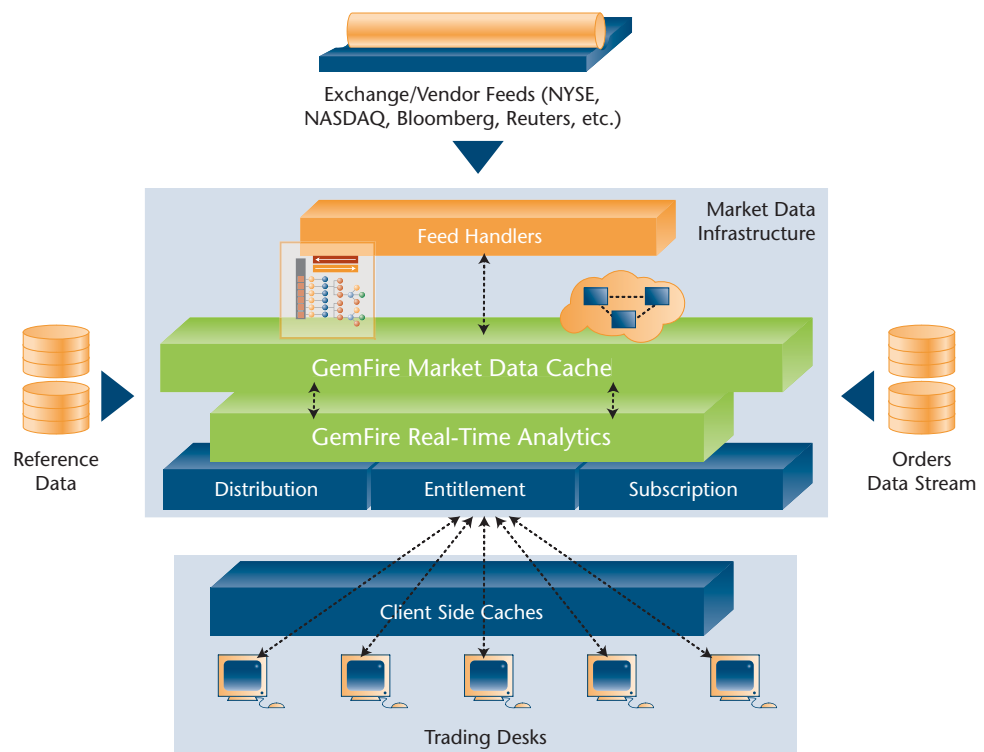 Exchange/Vendor Feeds (NYSE,
NASDAQ, Bloomberg, Reuters, etc.)
Market Data
Infrastructure
Feed Handlers
GemFire Market Data Cache
GemFire Real-Time Analytics
Reference
Data
Orders
Data Stream
Distribution
Entitlement
Subscription
Client Side Caches
Trading Desks